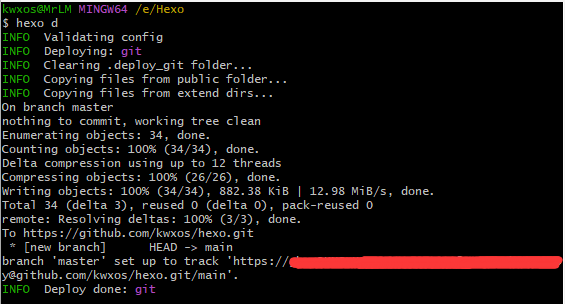 kwxos@MrLM MINGW64 /e/Hexo
$ hexo d
INFO  Validating config
INFO  Deploying: git
INFO  Clearing .deploy_git folder...
INFO  Copying files from public folder...
INFO  Copying files from extend dirs...
On branch master
nothing to commit, working tree clean
Enumerating objects: 34, done.
Counting objects: 100% (34/34), done.
Delta compression using up to 12 threads
Compressing objects: 100% (26/26), done.
Writing objects: 100% (34/34), 882.38 KiB | 12.98 MiB/s, done.
Total 34 (delta 3), reused 0 (delta 0), pack-reused 0
remote: Resolving deltas: 100% (3/3), done.
To https://github.com/kwxos/hexo.git
 * [new branch]      HEAD -> main
branch 'master' set up to track 'https://
y@github.com/kwxos/hexo.git/main'.
INFO  Deploy done: git